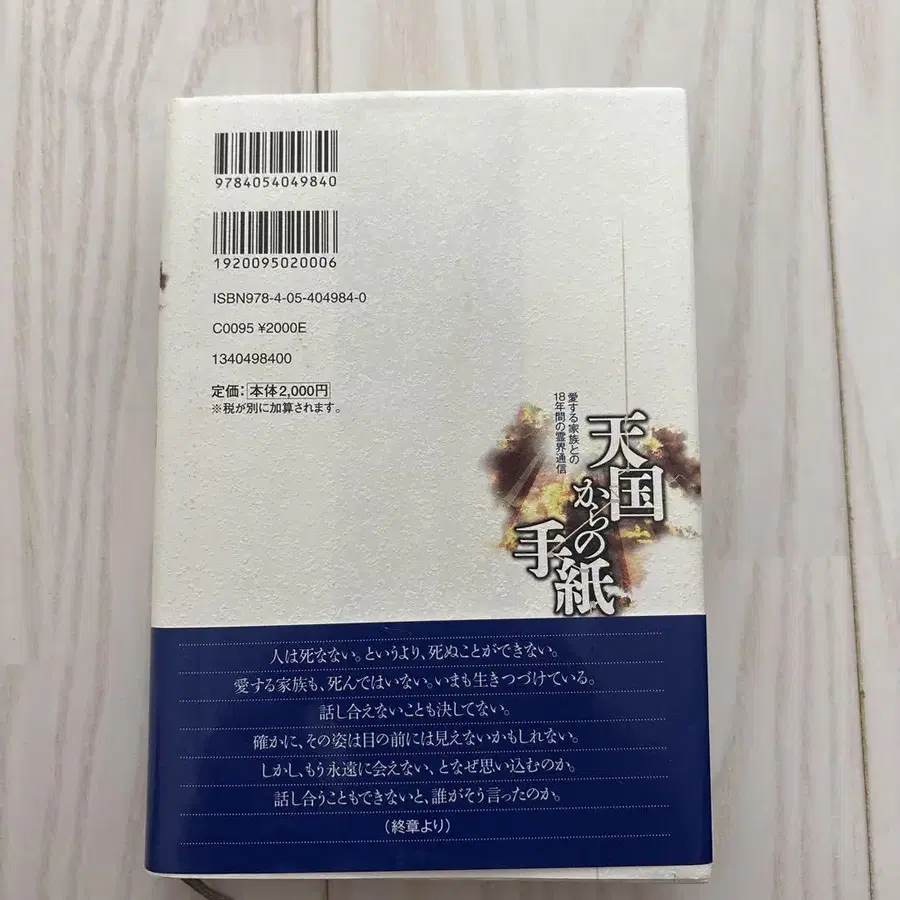 9784054049840
1920095020006
ISBN978-4-05-404984-0
C0095 ¥2000E
1340498400
定価：本体2,000円
※税が別に加算されます。
愛する家族との
18年間の霊界通信
天国
からの
手紙
人は死なない。というより、死ぬことができない。
愛する家族も、死んではいない。いまも生きつづけている。
話し合えないことも決してない。
確かに、その姿は目の前には見えないかもしれない。
しかし、もう永遠に会えない、となぜ思い込むのか。
話し合うこともできないと、誰がそう言ったのか。
（終章より）